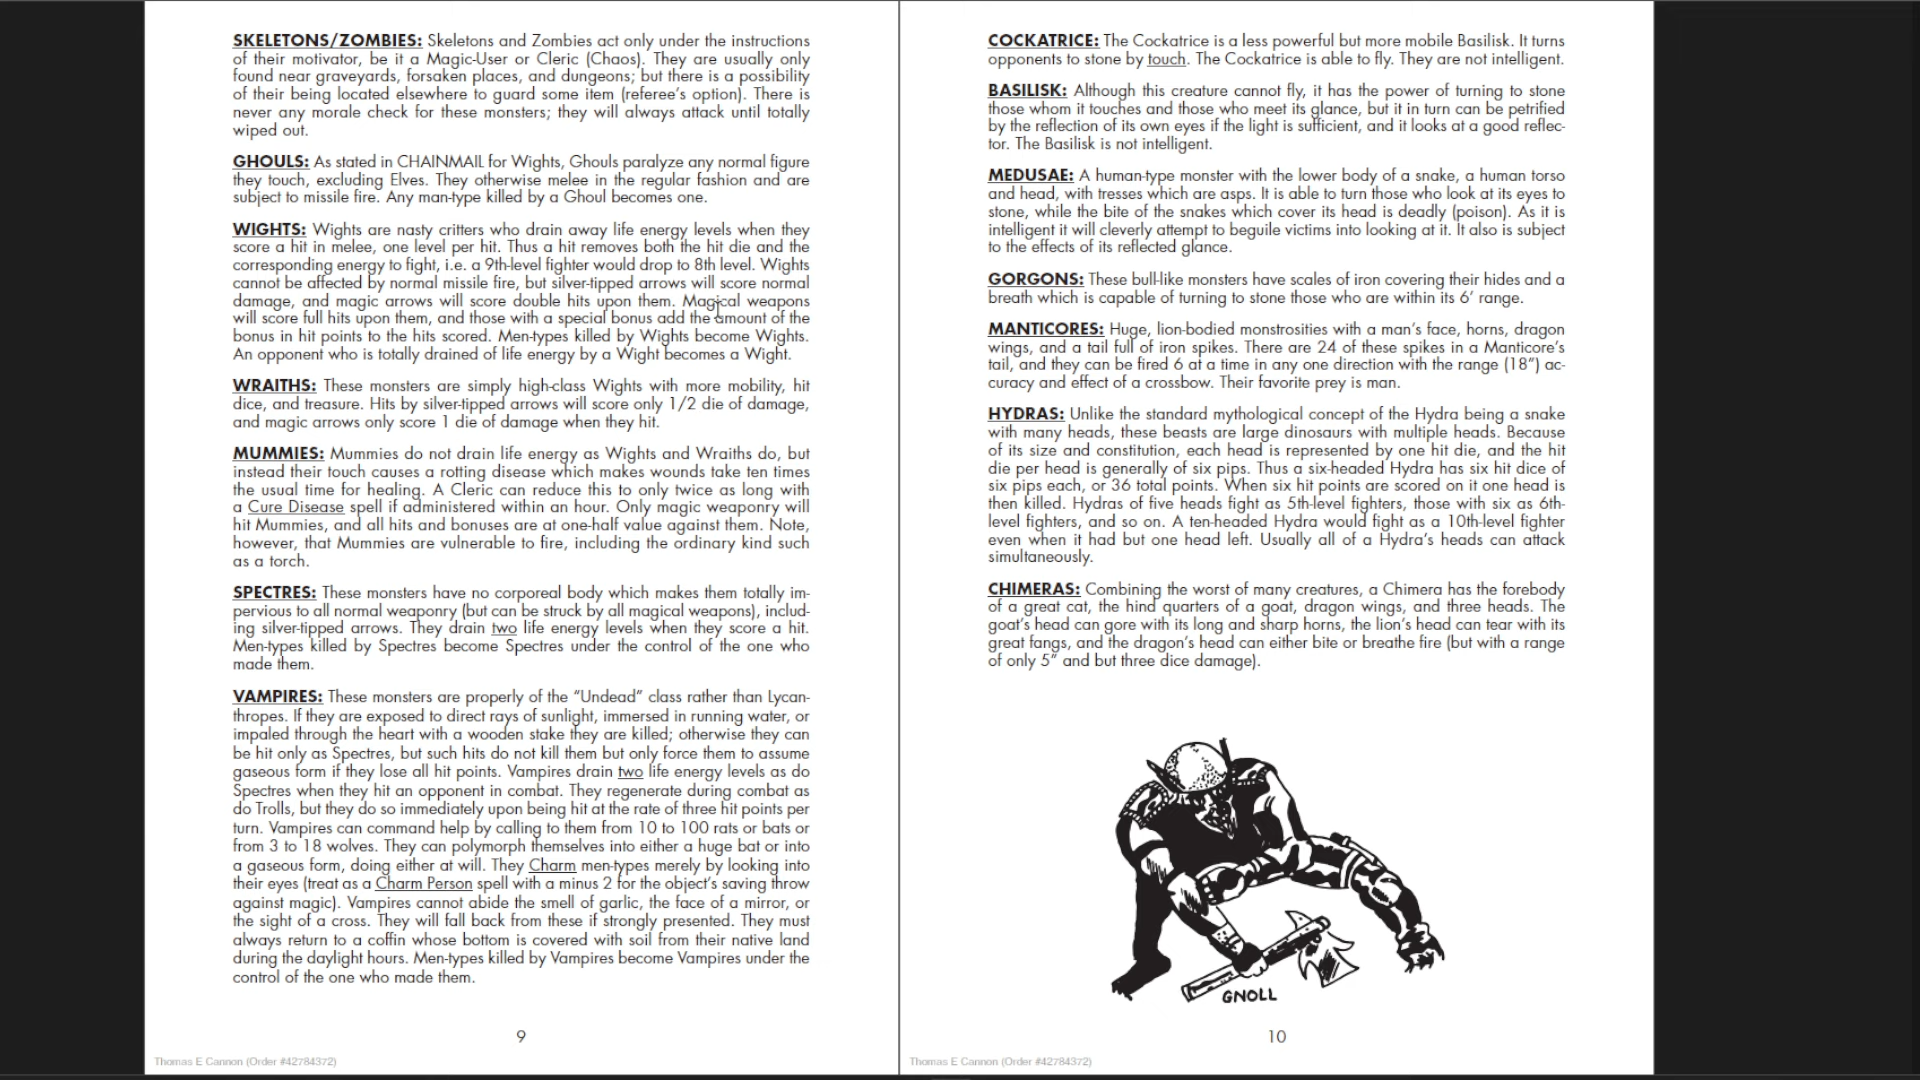 SKELETONS/ZOMBIES: Skeletons and Zombies act only under the instructions
of their motivator, be it a Magic-User or Cleric (Chaos). They are usually only
found near graveyards, forsaken places, and dungeons; but there is a possibility
of their being located elsewhere to guard some item (referee's option). There is
never any morale check for these monsters; they will always attack until totally
wiped out.
GHOULS: As stated in CHAINMAIL for Wights, Ghouls paralyze any normal figure
they touch, excluding Elves. They otherwise melee in the regular fashion and are
subject to missile fire. Any man-type killed by a Ghoul becomes one.
WIGHTS: Wights are nasty critters who drain away life energy levels when they
score a hit in melee, one level per hit. Thus a hit removes both the hit die and the
corresponding energy to fight, i.e. a 9th-level fighter would drop to 8th level. Wights
cannot be affected by normal missile fire, but silver-tipped arrows will score normal
damage, and magic arrows will score double hits upon them. Magical weapons
will score full hits upon them, and those with a special bonus add the amount of the
bonus in hit points to the hits scored. Men-types killed by Wights become Wights.
An opponent who is totally drained of life energy by a Wight becomes a Wight.
WRAITHS: These monsters are simply high-class Wights with more mobility, hit
dice, and treasure. Hits by silver-tipped arrows will score only 1/2 die of damage,
and magic arrows only score 1 die of damage when they hit.
MUMMIES: Mummies do not drain life energy as Wights and Wraiths do, but
instead their touch causes a rotting disease which makes wounds take ten times
the usual time for healing. A Cleric can reduce this to only twice as long with
a Cure Disease spell if administered within an hour. Only magic weaponry will
hit Mummies, and all hits and bonuses are at one-half value against them. Note,
however, that Mummies are vulnerable to fire, including the ordinary kind such
as a torch.
SPECTRES: These monsters have no corporeal body which makes them totally im-
pervious to all normal weaponry (but can be struck by all magical weapons), includ-
ing silver-tipped arrows. They drain two life energy levels when they score a hit.
Men-types killed by Spectres become Spectres under the control of the one who
made them.
VAMPIRES: These monsters are properly of the “Undead” class rather than Lycan-
thropes. If they are exposed to direct rays of sunlight, immersed in running water, or
impaled through the heart with a wooden stake they are killed; otherwise they can
be hit only as Spectres, but such hits do not kill them but only force them to assume
gaseous form if they lose all hit points. Vampires drain two life energy levels as do
Spectres when they hit an opponent in combat. They regenerate during combat as
do Trolls, but they do so immediately upon being hit at the rate of three hit points per
turn. Vampires can command help by calling to them from 10 to 100 rats or bats or
from 3 to 18 wolves. They can polymorph themselves into either a huge bat or into
a gaseous form, doing either at will. They Charm men-types merely by looking into
their eyes (treat as a Charm Person spell with a minus 2 for the object's saving throw
against magic). Vampires cannot abide the smell of garlic, the face of a mirror, or
the sight of a cross. They will fall back from these if strongly presented. They must
always return to a coffin whose bottom is covered with soil from their native land
during the daylight hours. Men-types killed by Vampires become Vampires under the
control of the one who made them.
9
Thomas E Cannon (Order #42784372)
COCKATRICE: The Cockatrice is a less powerful but more mobile Basilisk. It turns
opponents to stone by touch. The Cockatrice is able to fly. They are not intelligent.
BASILISK: Although this creature cannot fly, it has the power of turning to stone
those whom it touches and those who meet its glance, but it in turn can be petrified
by the reflection of its own eyes if the light is sufficient, and it looks at a good reflec-
tor. The Basilisk is not intelligent.
MEDUSAE: A human-type monster with the lower body of a snake, a human torso
and head, with tresses which are asps. It is able to turn those who look at its eyes to
stone, while the bite of the snakes which cover its head is deadly (poison). As it is
intelligent it will cleverly attempt to beguile victims into looking at it. It also is subject
to the effects of its reflected glance.
GORGONS: These bull-like monsters have scales of iron covering their hides and a
breath which is capable of turning to stone those who are within its 6' range.
MANTICORES: Huge, lion-bodied monstrosities with a man's face, horns, dragon
wings, and a tail full of iron spikes. There are 24 of these spikes in a Manticore's
tail, and they can be fired 6 at a time in any one direction with the range (18”) ac-
curacy and effect of a crossbow. Their favorite prey is man.
HYDRAS: Unlike the standard mythological concept of the Hydra being a snake
with many heads, these beasts are large dinosaurs with multiple heads. Because
of its size and constitution, each head is represented by one hit die, and the hit
die per head is generally of six pips. Thus a six-headed Hydra has six hit dice of
six pips each, or 36 total points. When six hit points are scored on it one head is
then killed. Hydras of five heads fight as 5th-level fighters, those with six as 6th-
level fighters, and so on. A ten-headed Hydra would fight as a 10th-level fighter
even when it had but one head left. Usually all of a Hydra's heads can attack
simultaneously.
CHIMERAS: Combining the worst of many creatures, a Chimera has the forebody
of a great cat, the hind quarters of a goat, dragon wings, and three heads. The
goat's head can gore with its long and sharp horns, the lion's head can tear with its
great fangs, and the dragon's head can either bite or breathe fire (but with a range
of only 5” and but three dice damage).
GNOLL
10
Thomas E Cannon (Order #42784372)